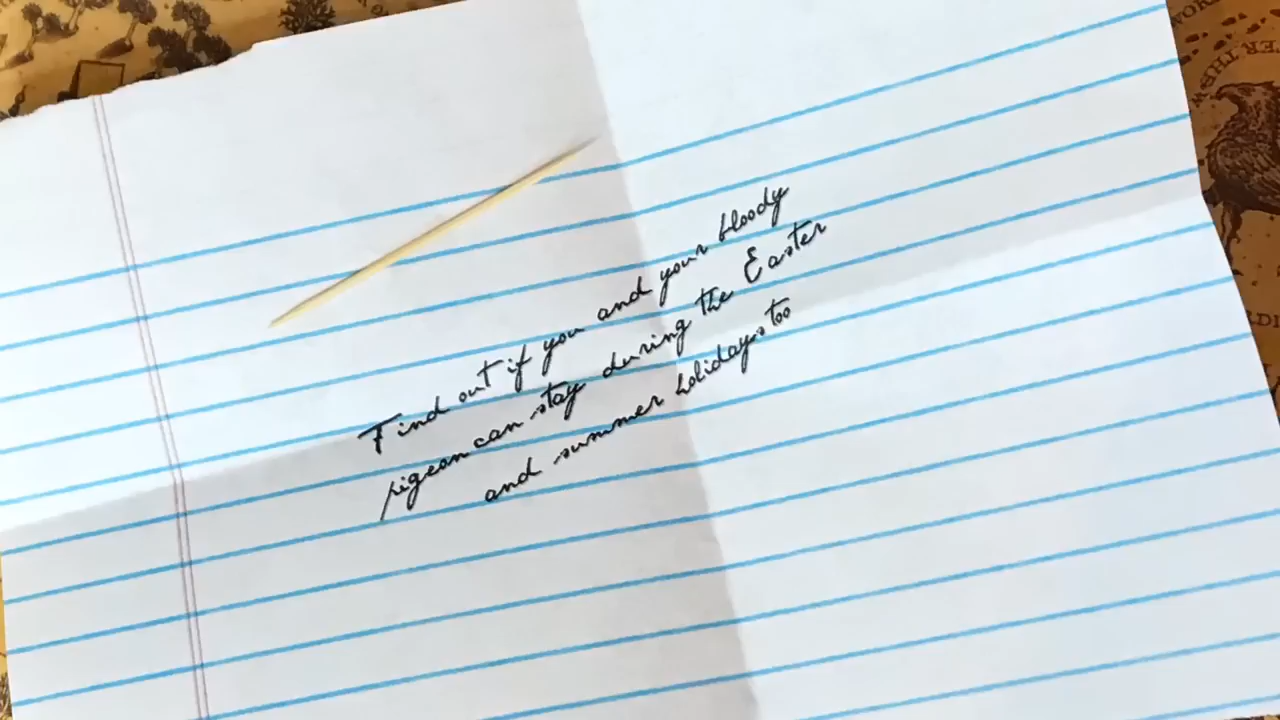 Find out if you and your bloody
pigeon can stay during the Easter
and summer holidays too